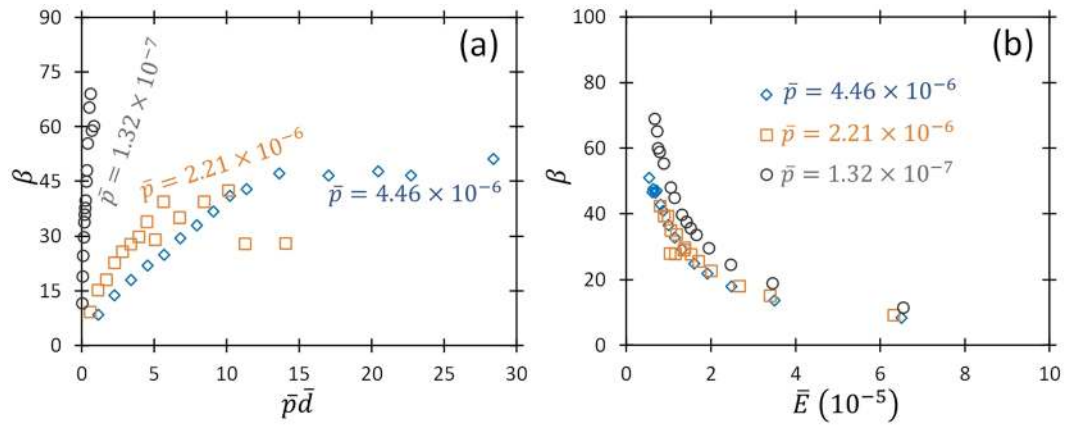 90
75
60
45
30
15
0
β
0
5
10
15
20
25
30
p̄d̄
(a)
p̄ = 1.32 × 10⁻⁷
p̄ = 2.21 × 10⁻⁶
p̄ = 4.46 × 10⁻⁶
100
80
60
40
20
0
β
0
2
4
6
8
10
Ē (10⁻⁵)
(b)
p̄ = 4.46 × 10⁻⁶
p̄ = 2.21 × 10⁻⁶
p̄ = 1.32 × 10⁻⁷